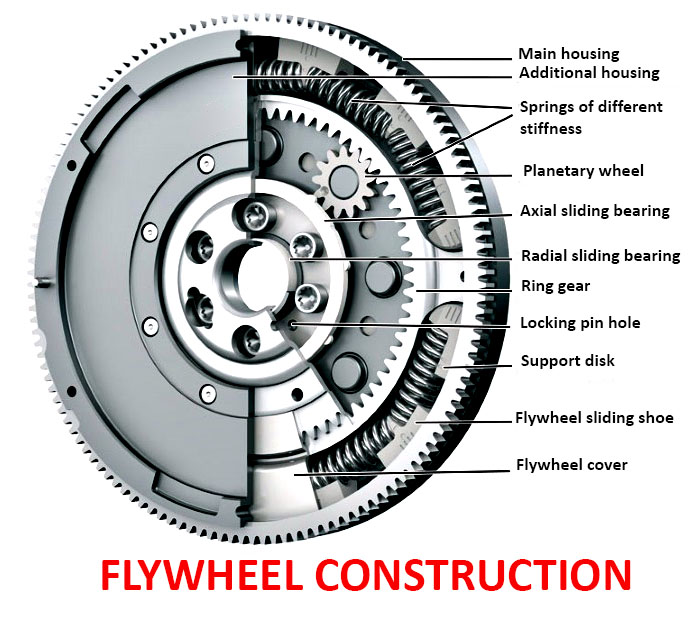 Main housing
Additional housing
Springs of different
stiffness
Planetary wheel
Axial sliding bearing
Radial sliding bearing
Ring gear
Locking pin hole
Support disk
Flywheel sliding shoe
Flywheel cover
FLYWHEEL CONSTRUCTION